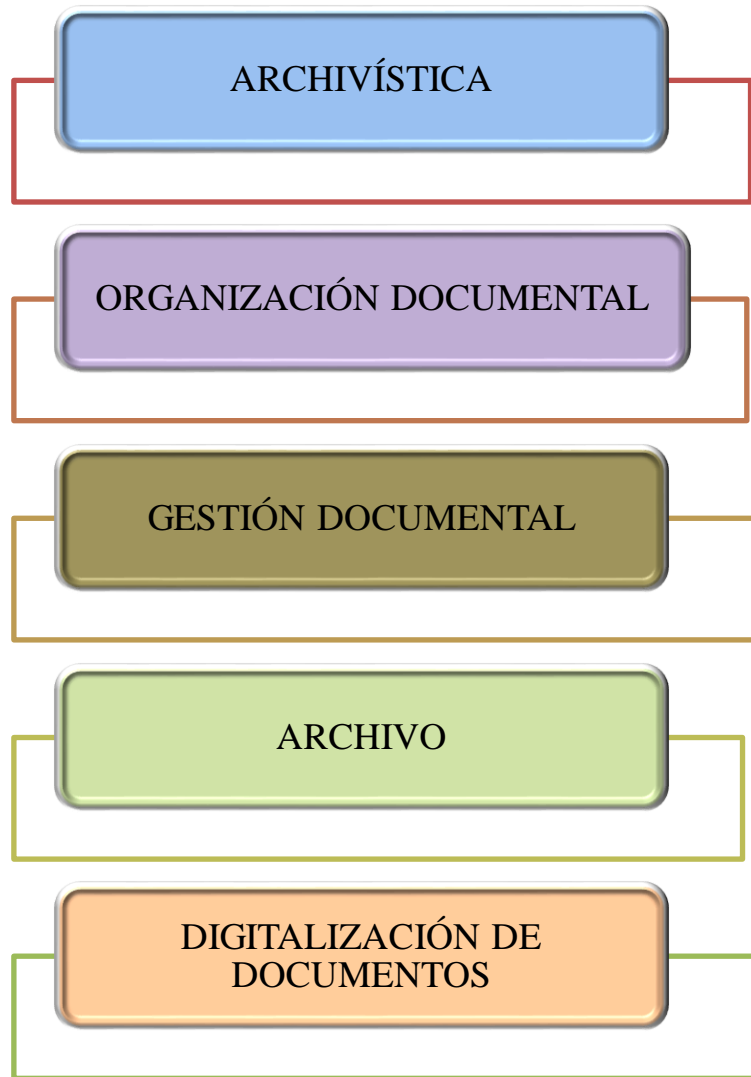 ARCHIVÍSTICA
ORGANIZACIÓN DOCUMENTAL
GESTIÓN DOCUMENTAL
ARCHIVO
DIGITALIZACIÓN DE
DOCUMENTOS